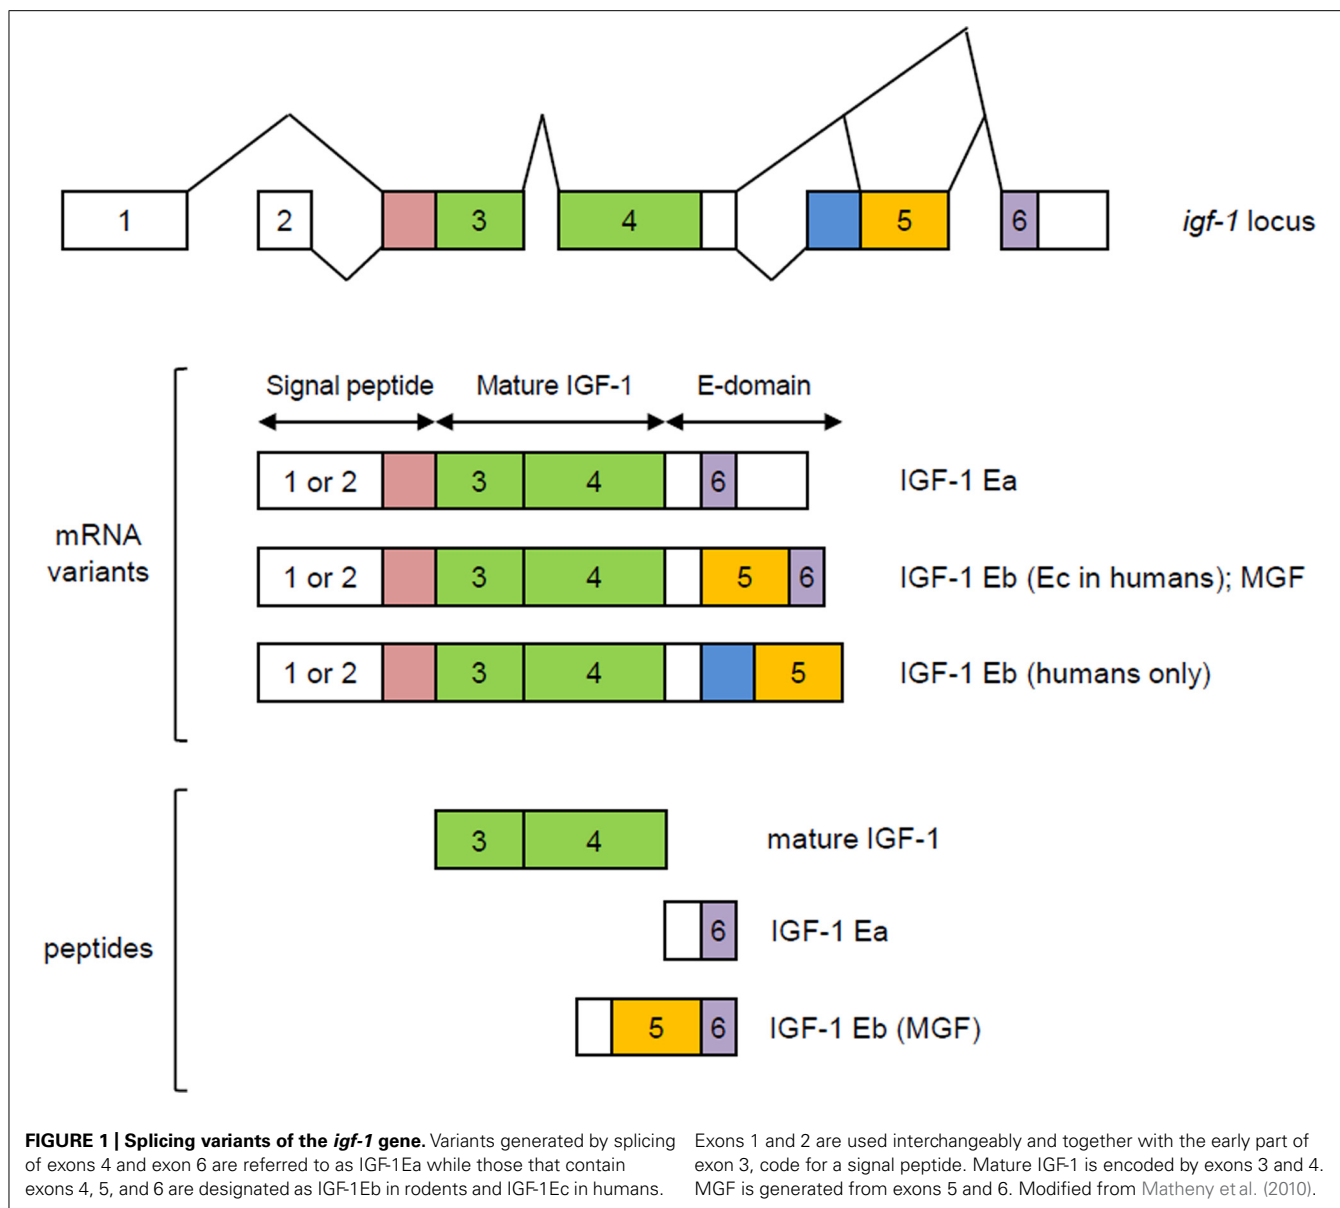 1
2
3
4
5
6
igf-1 locus
Signal peptide
Mature IGF-1
E-domain
mRNA
variants
1 or 2
3
4
6
IGF-1 Ea
1 or 2
3
4
5
6
IGF-1 Eb (Ec in humans); MGF
1 or 2
3
4
5
IGF-1 Eb (humans only)
peptides
3
4
mature IGF-1
6
IGF-1 Ea
5
6
IGF-1 Eb (MGF)
FIGURE 1 | Splicing variants of the igf-1 gene. Variants generated by splicing
of exons 4 and exon 6 are referred to as IGF-1Ea while those that contain
exons 4, 5, and 6 are designated as IGF-1Eb in rodents and IGF-1Ec in humans.
Exons 1 and 2 are used interchangeably and together with the early part of
exon 3, code for a signal peptide. Mature IGF-1 is encoded by exons 3 and 4.
MGF is generated from exons 5 and 6. Modified from Matheny et al. (2010).